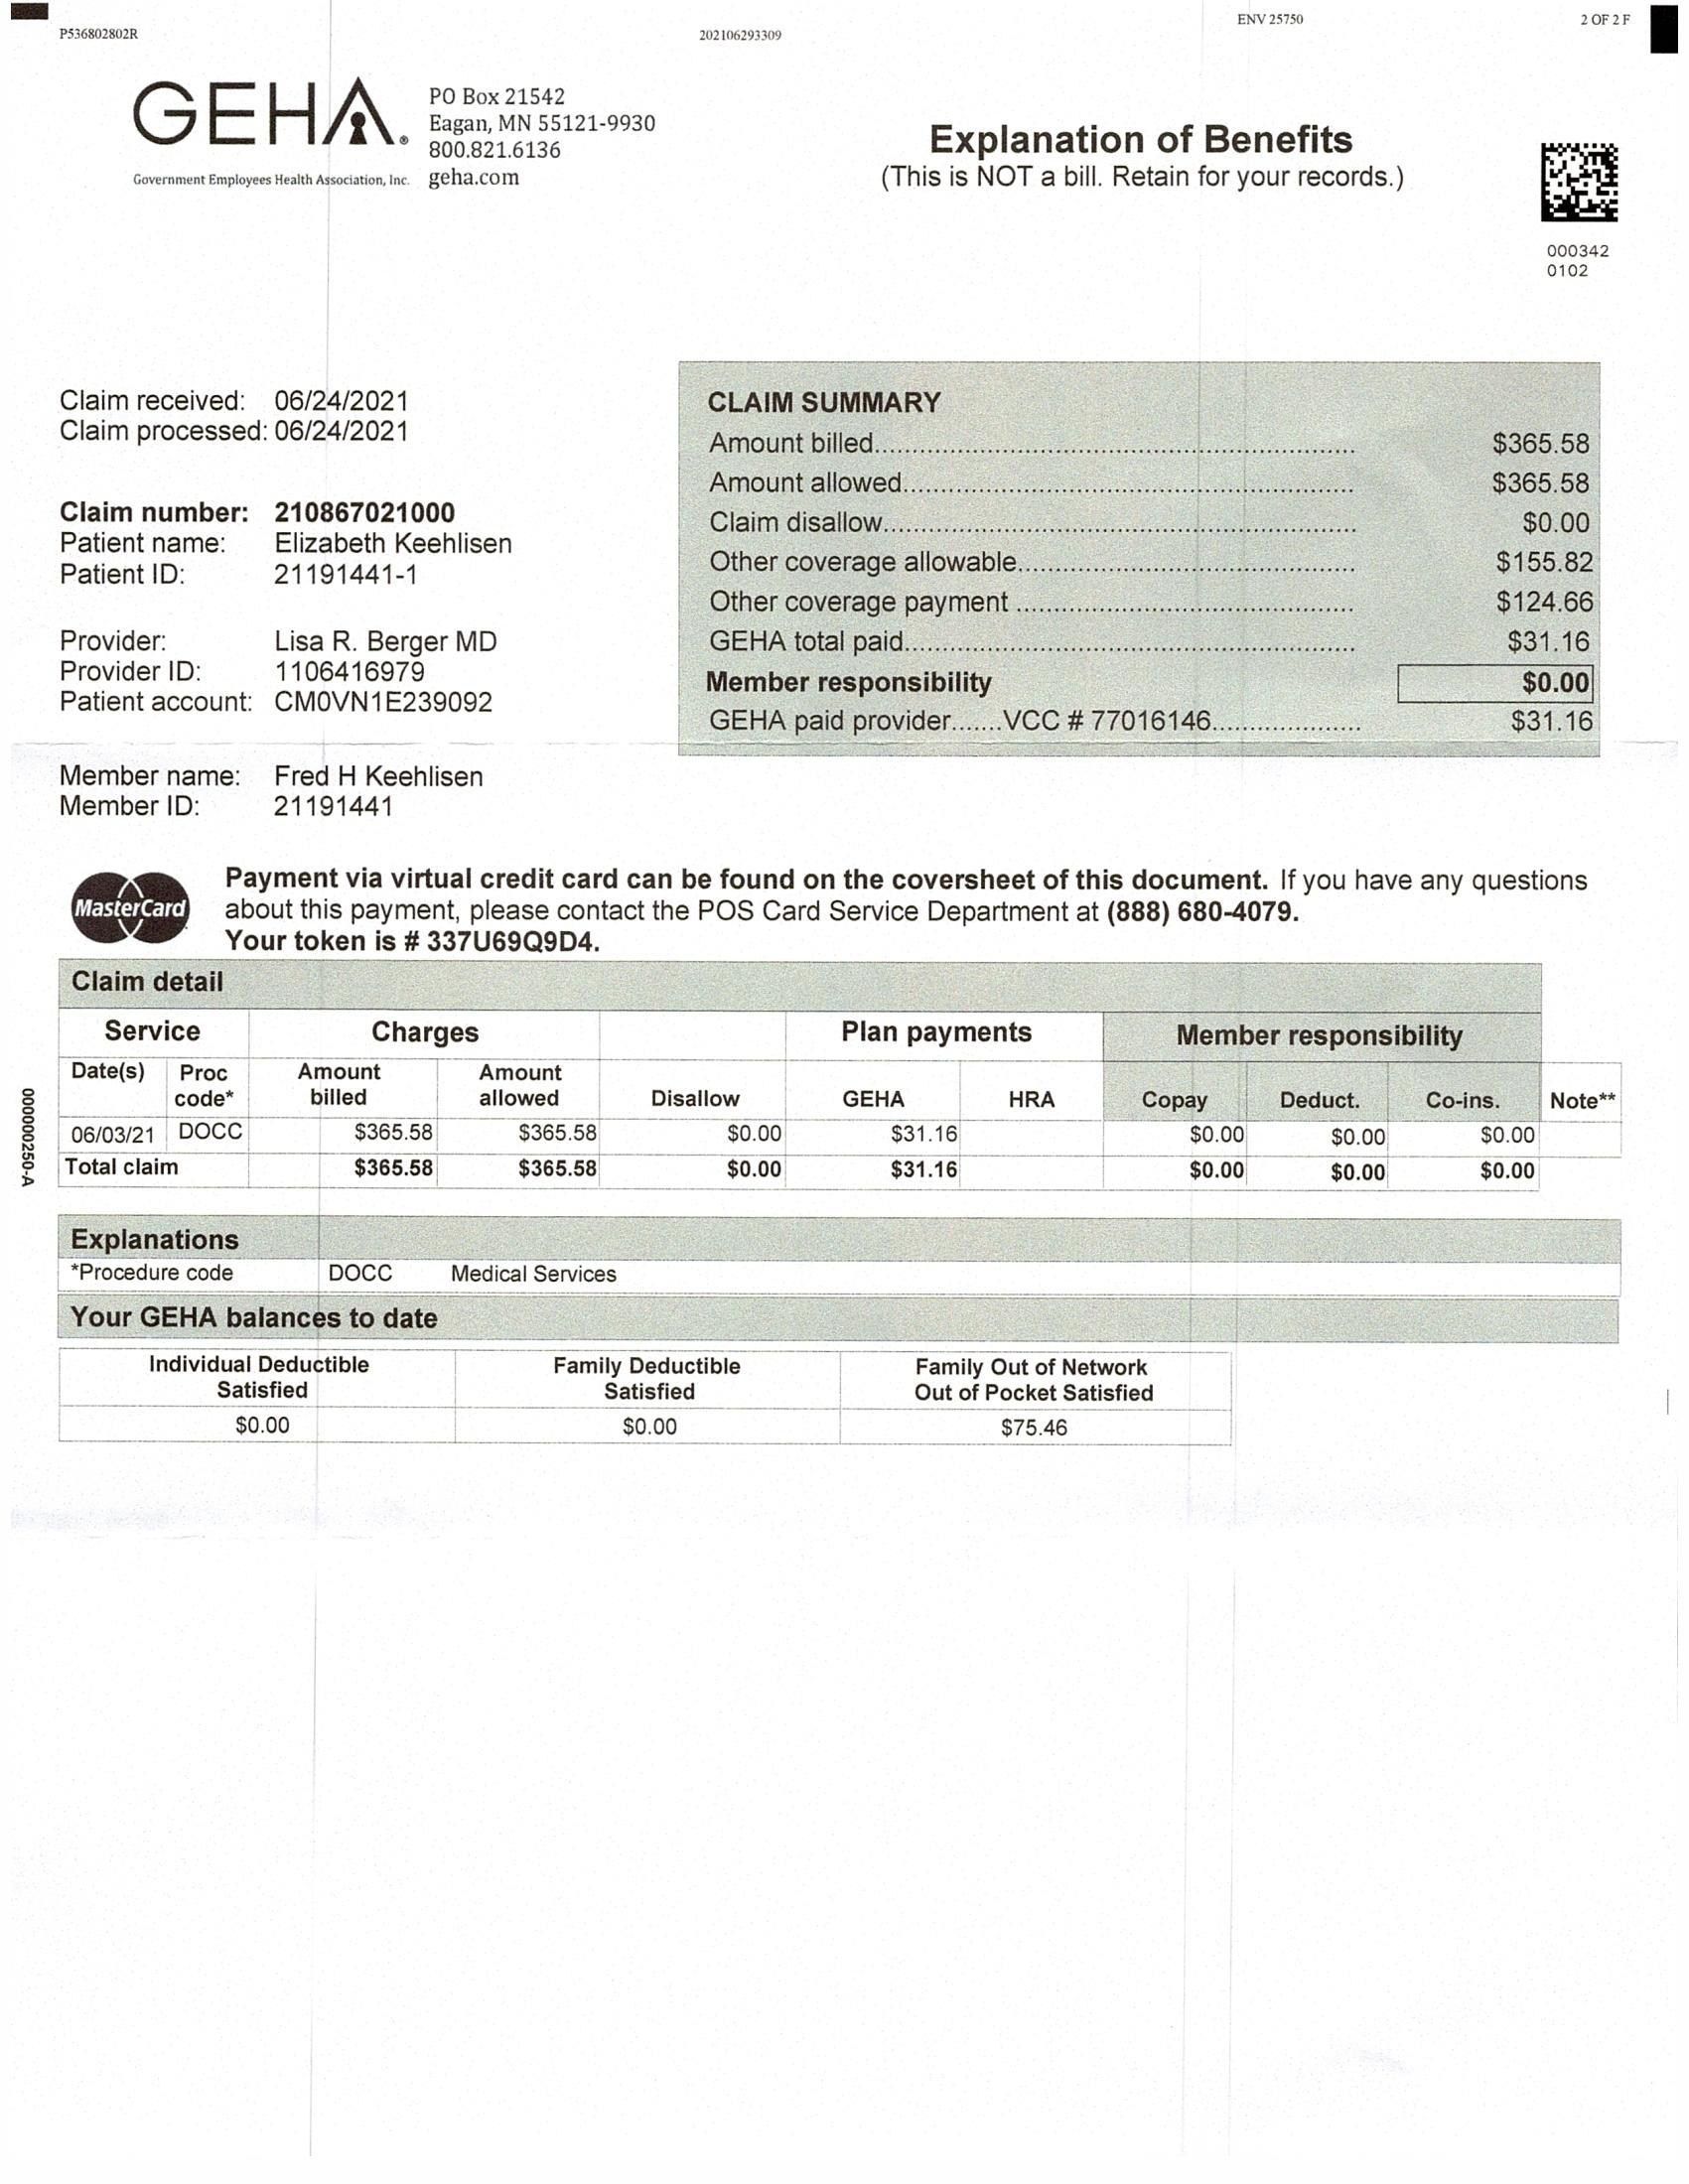 P536802802R 202106293309 ENV 25750 2 OF 2 F
GEHA®
Government Employees Health Association, Inc.
PO Box 21542
Eagan, MN 55121-9930
800.821.6136
geha.com
Explanation of Benefits
(This is NOT a bill. Retain for your records.)
000342
0102
Claim received: 06/24/2021
Claim processed: 06/24/2021
Claim number: 210867021000
Patient name: Elizabeth Keehlisen
Patient ID: 21191441-1
Provider: Lisa R. Berger MD
Provider ID: 1106416979
Patient account: CM0VN1E239092
Member name: Fred H Keehlisen
Member ID: 21191441
CLAIM SUMMARY
Amount billed $365.58
Amount allowed $365.58
Claim disallow $0.00
Other coverage allowable $155.82
Other coverage payment $124.66
GEHA total paid $31.16
Member responsibility $0.00
GEHA paid provider.......VCC # 77016146 $31.16
MasterCard
Payment via virtual credit card can be found on the coversheet of this document. If you have any questions
about this payment, please contact the POS Card Service Department at (888) 680-4079.
Your token is # 337U69Q9D4.
Claim detail
Service Charges Plan payments Member responsibility
Date(s) Proc code* Amount billed Amount allowed Disallow GEHA HRA Copay Deduct. Co-ins. Note**
06/03/21 DOCC $365.58 $365.58 $0.00 $31.16 $0.00 $0.00 $0.00
Total claim $365.58 $365.58 $0.00 $31.16 $0.00 $0.00 $0.00
000000250-A
Explanations
*Procedure code DOCC Medical Services
Your GEHA balances to date
Individual Deductible Satisfied Family Deductible Satisfied Family Out of Network Out of Pocket Satisfied
$0.00 $0.00 $75.46